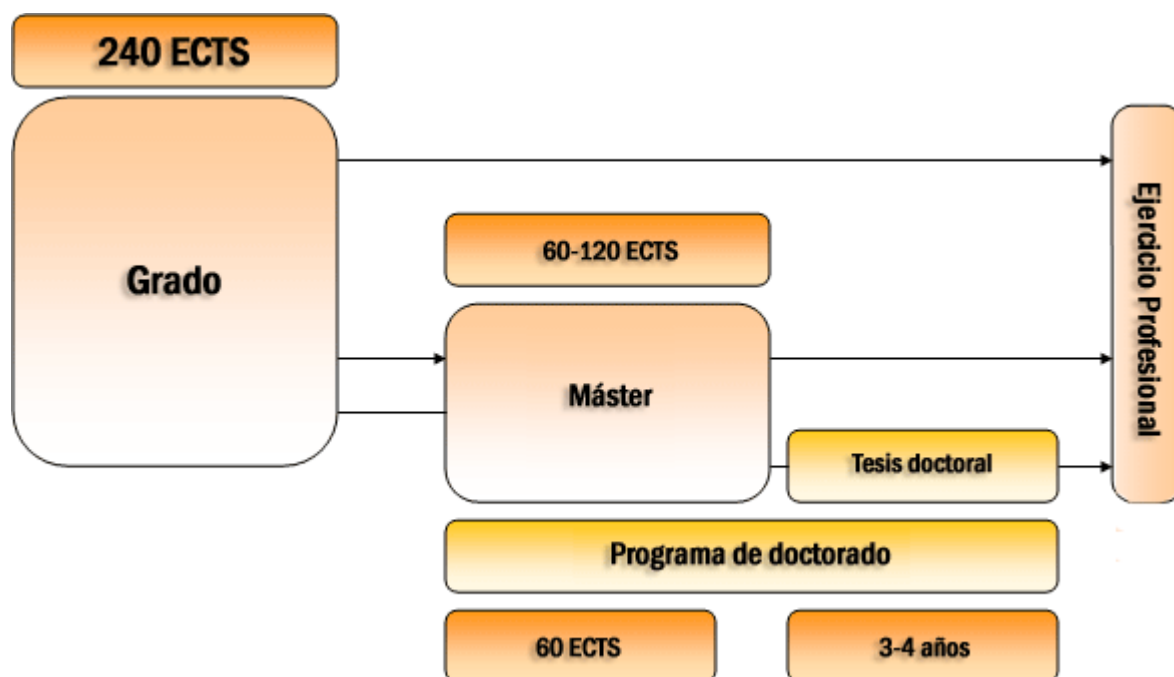 240 ECTS
Grado
60-120 ECTS
Máster
Tesis doctoral
Ejercicio Profesional
Programa de doctorado
60 ECTS
3-4 años